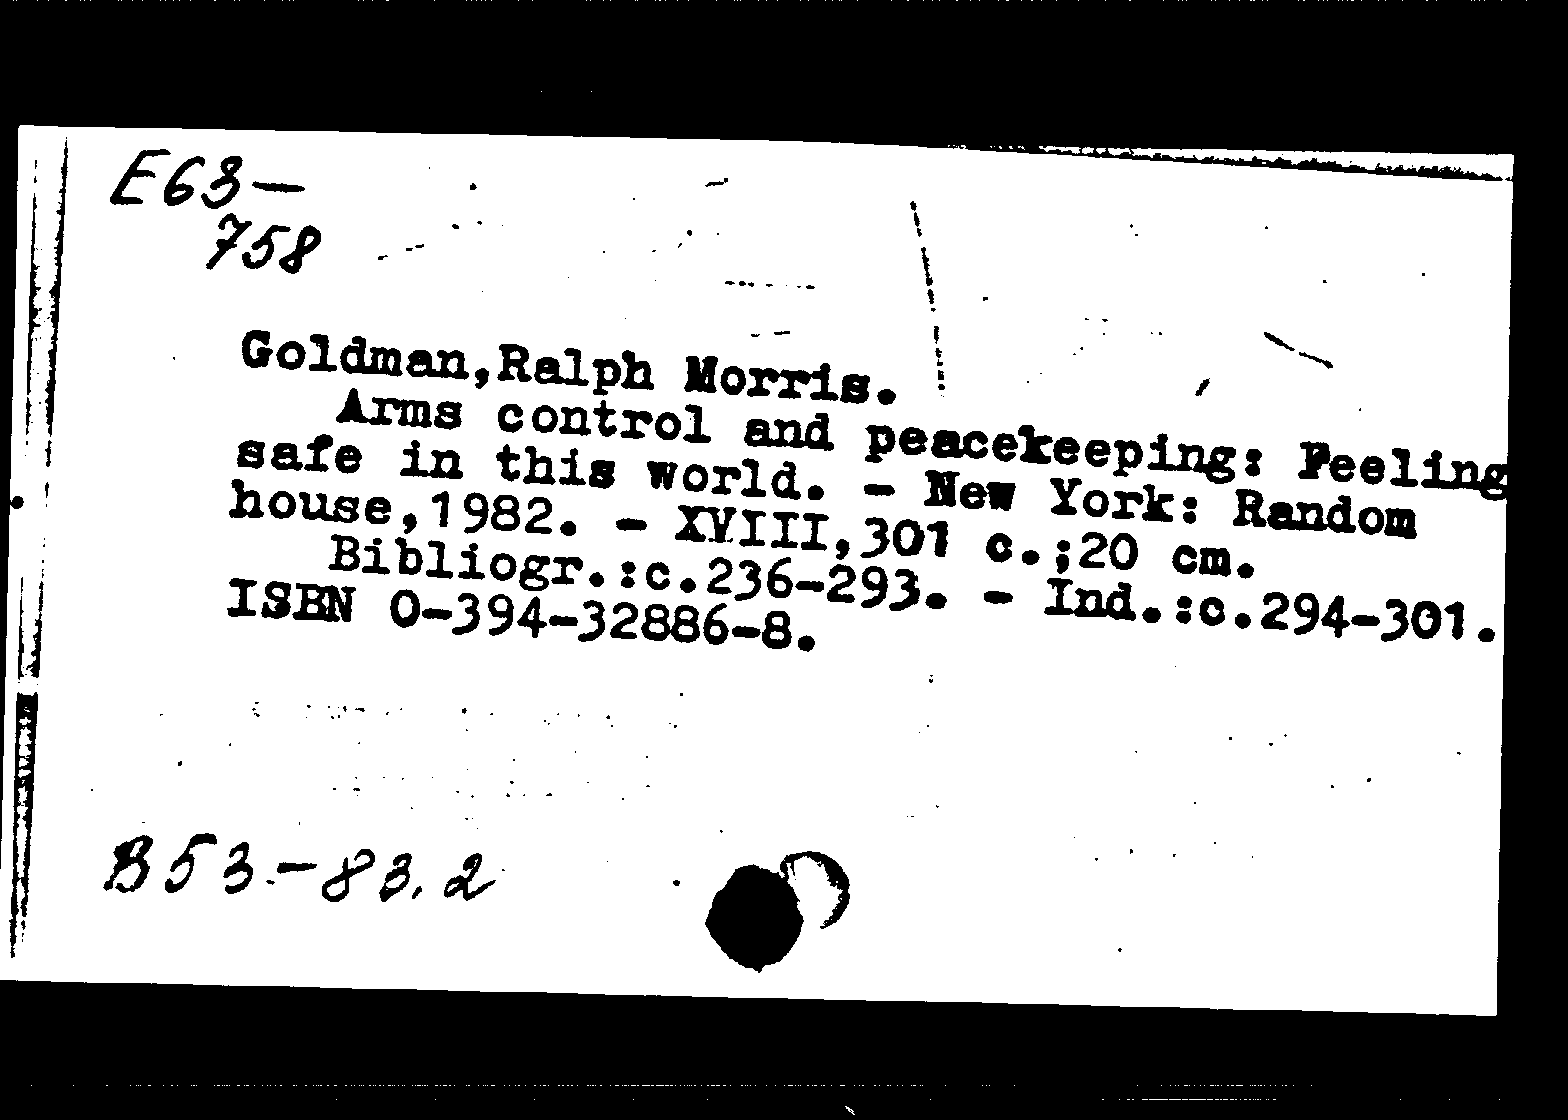 E63-
758
Goldman,Ralph Morris.
Arms control and peacekeeping: Feeling
safe in this world. - New York: Random
house,1982. - XVIII,301 c.;20 cm.
Bibliogr.:c.236-293. - Ind.:c.294-301.
ISBN 0-394-32886-8.
B53-83.2